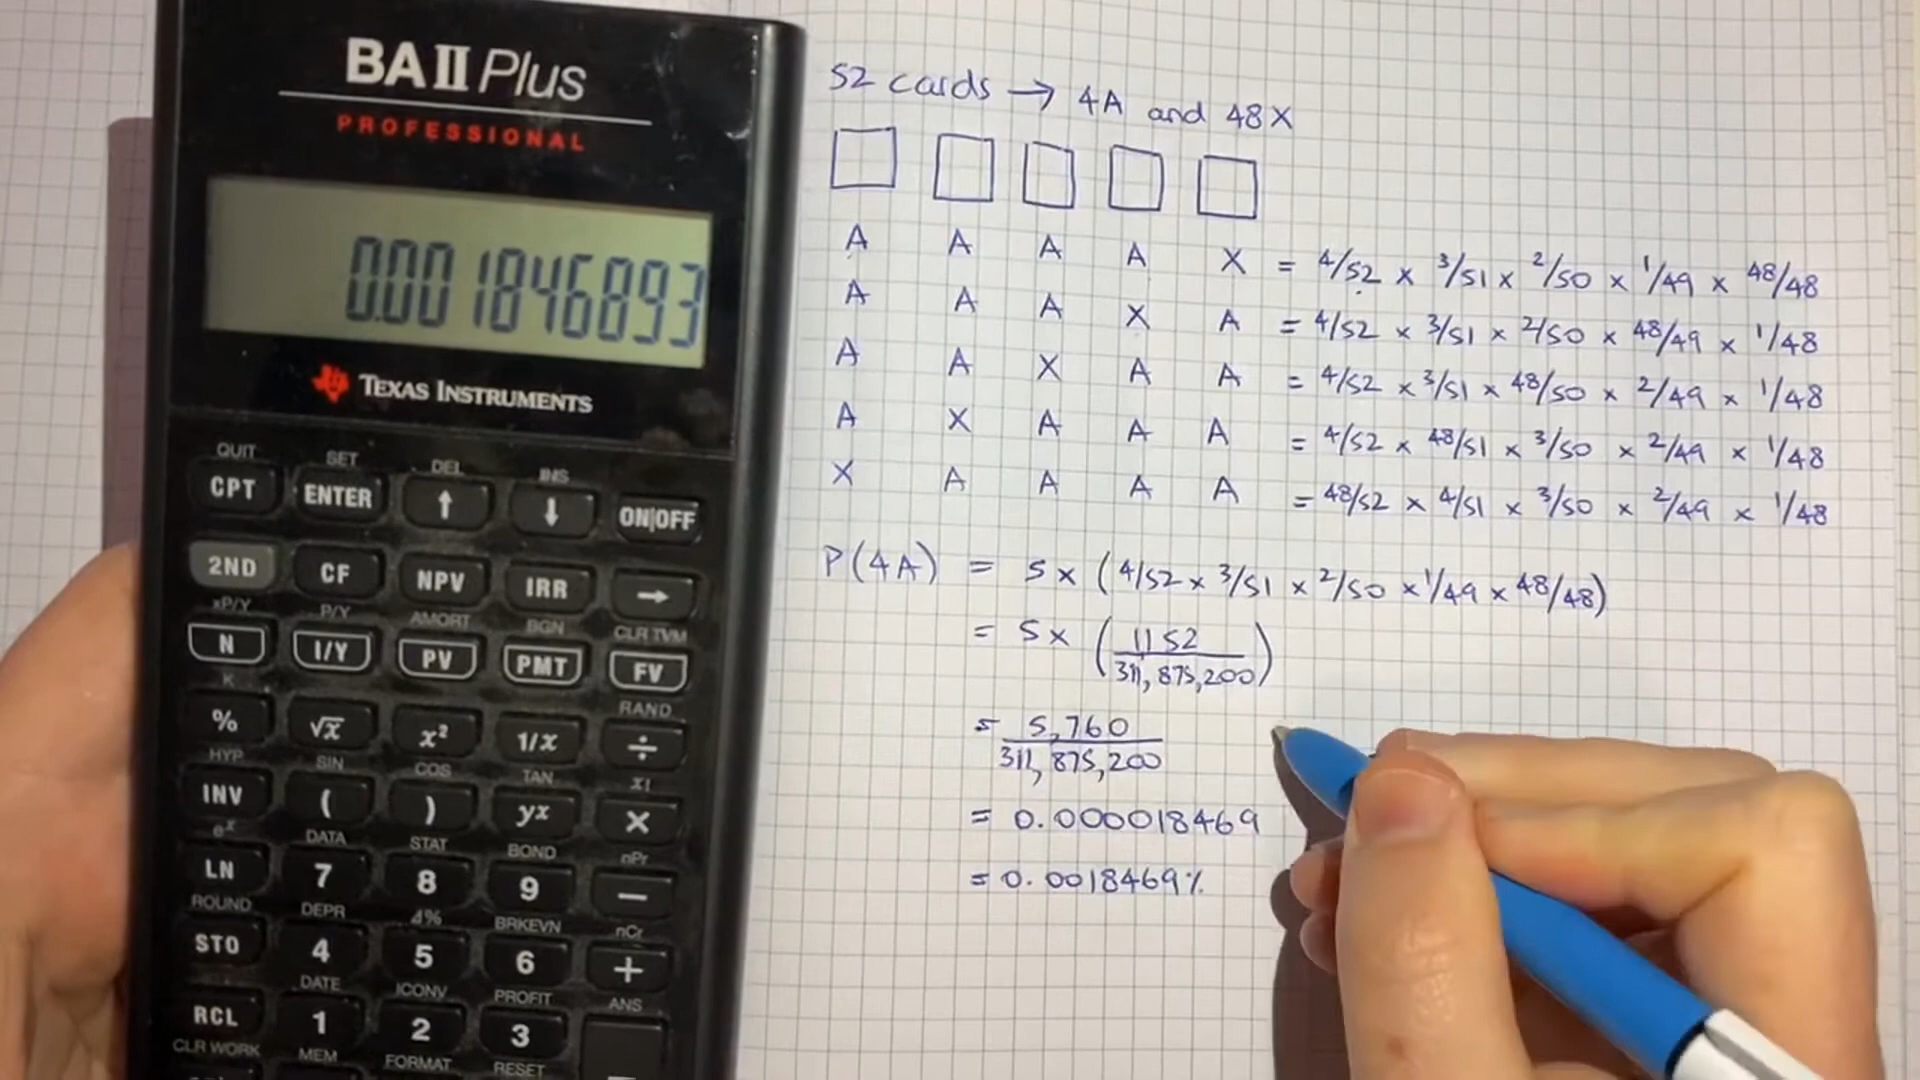 BA II Plus
PROFESSIONAL
0.001846893
TEXAS INSTRUMENTS
QUIT SET DEL INS
CPT ENTER ↑ ↓ ON|OFF
2ND CF NPV IRR →
xP/Y P/Y AMORT BGN CLR TVM
N I/Y PV PMT FV
K RAND
% √x x² 1/x ÷
HYP SIN COS TAN x!
INV ( ) yx ×
eˣ DATA STAT BOND nPr
LN 7 8 9 −
ROUND DEPR Δ% BRKEVN nCr
STO 4 5 6 +
DATE ICONV PROFIT ANS
RCL 1 2 3
CLR WORK MEM FORMAT RESET
52 cards → 4A and 48X
A A A A X = 4/52 × 3/51 × 2/50 × 1/49 × 48/48
A A A X A = 4/52 × 3/51 × 2/50 × 48/49 × 1/48
A A X A A = 4/52 × 3/51 × 48/50 × 2/49 × 1/48
A X A A A = 4/52 × 48/51 × 3/50 × 2/49 × 1/48
X A A A A = 48/52 × 4/51 × 3/50 × 2/49 × 1/48
P(4A) = 5 × (4/52 × 3/51 × 2/50 × 1/49 × 48/48)
= 5 × (1152 / 311,875,200)
= 5,760 / 311,875,200
= 0.000018469
= 0.0018469%